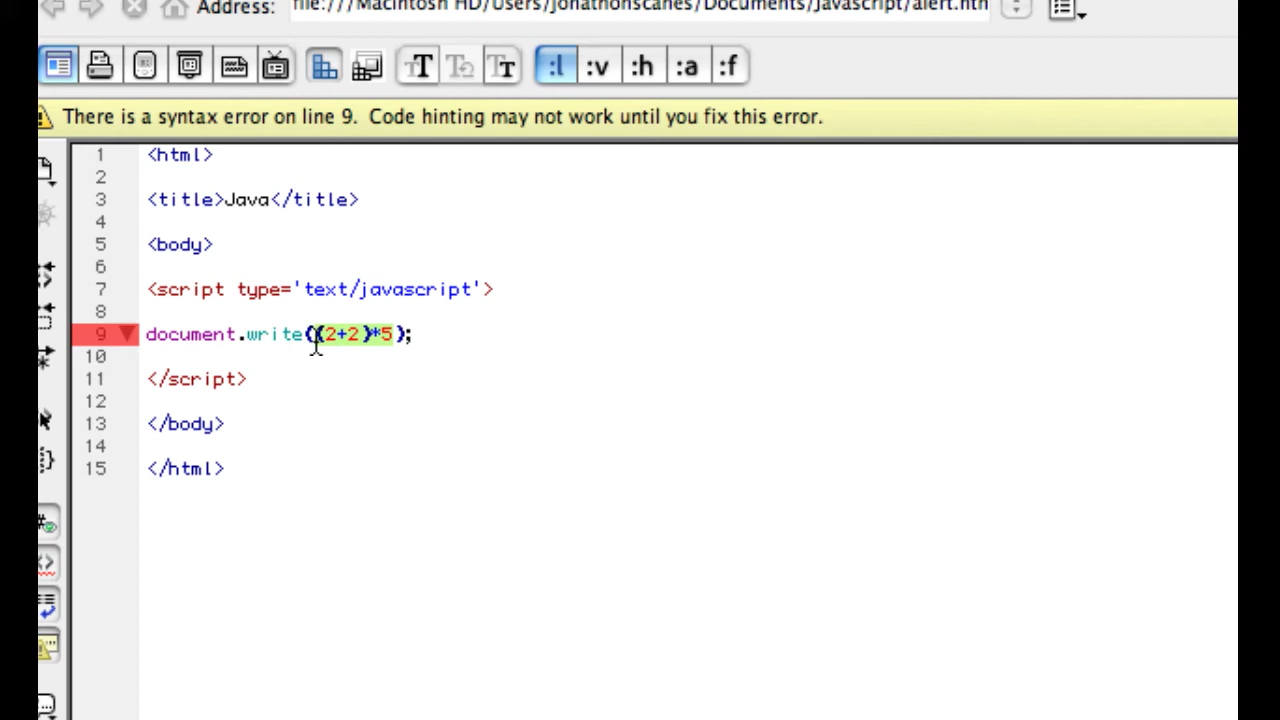 Address: file:///Macintosh HD/Users/jonathonscanes/Documents/Javascript/alert.htm
T T :l :v :h :a :f
There is a syntax error on line 9. Code hinting may not work until you fix this error.
1 <html>
2
3 <title>Java</title>
4
5 <body>
6
7 <script type='text/javascript'>
8
9 document.write((2+2)*5);
10
11 </script>
12
13 </body>
14
15 </html>